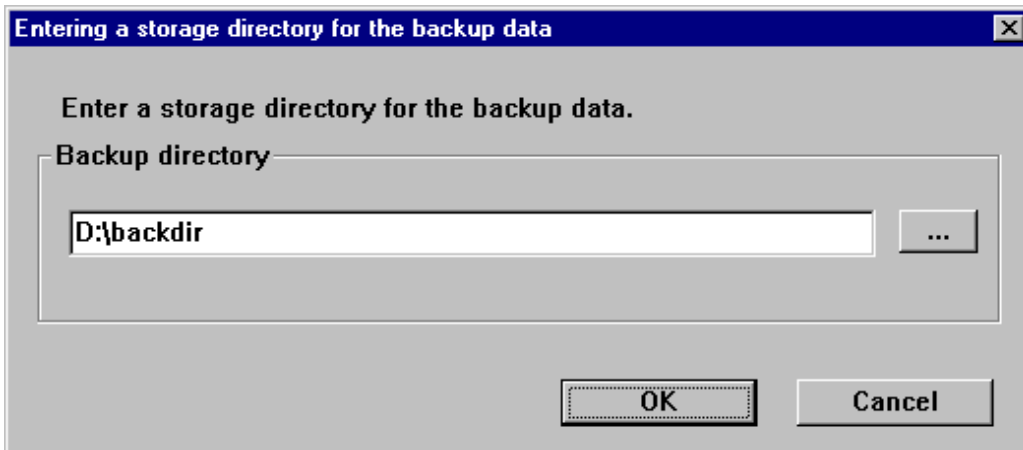 Entering a storage directory for the backup data
Enter a storage directory for the backup data.
Backup directory
D:\backdir
...
OK
Cancel